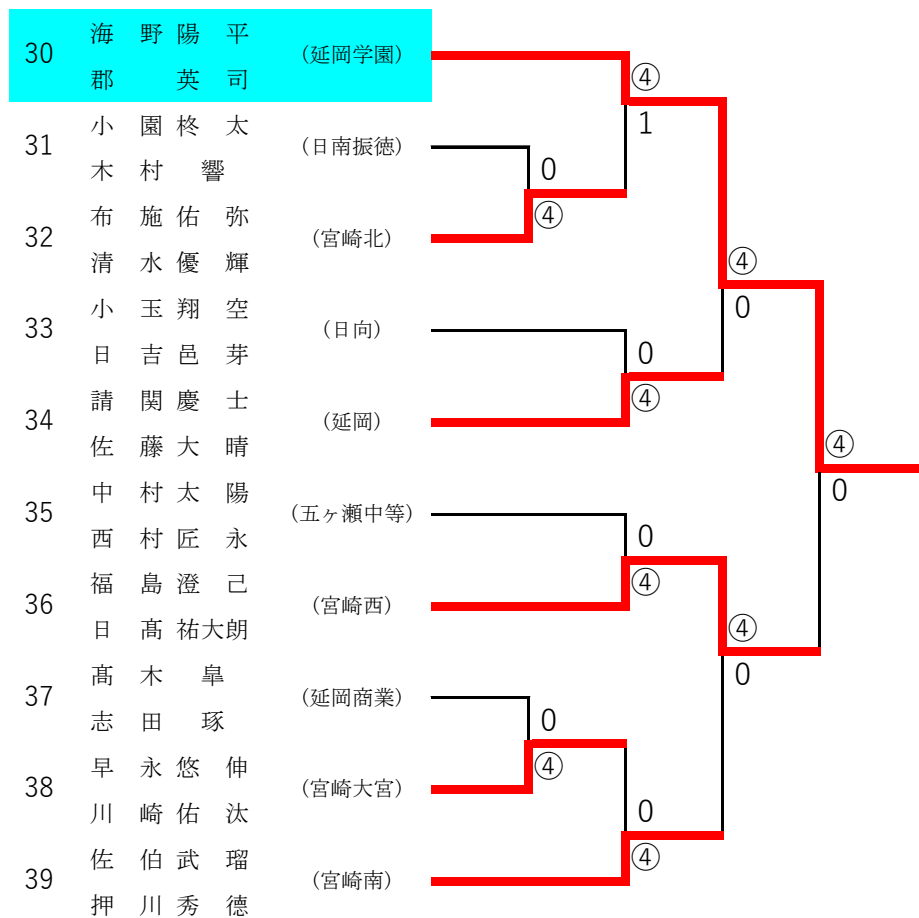 30 海野陽平 (延岡学園)
郡英司
④
1
31 小園柊太 (日南振徳)
木村響
0
④
32 布施佑弥 (宮崎北)
清水優輝
④
0
33 小玉翔空 (日向)
日吉邑芽
0
④
34 請関慶士 (延岡)
佐藤大晴
④
0
35 中村太陽 (五ヶ瀬中等)
西村匠永
0
④
36 福島澄己 (宮崎西)
日髙祐大朗
④
0
37 髙木皐 (延岡商業)
志田琢
0
④
38 早永悠伸 (宮崎大宮)
川崎佑汰
0
④
39 佐伯武瑠 (宮崎南)
押川秀德